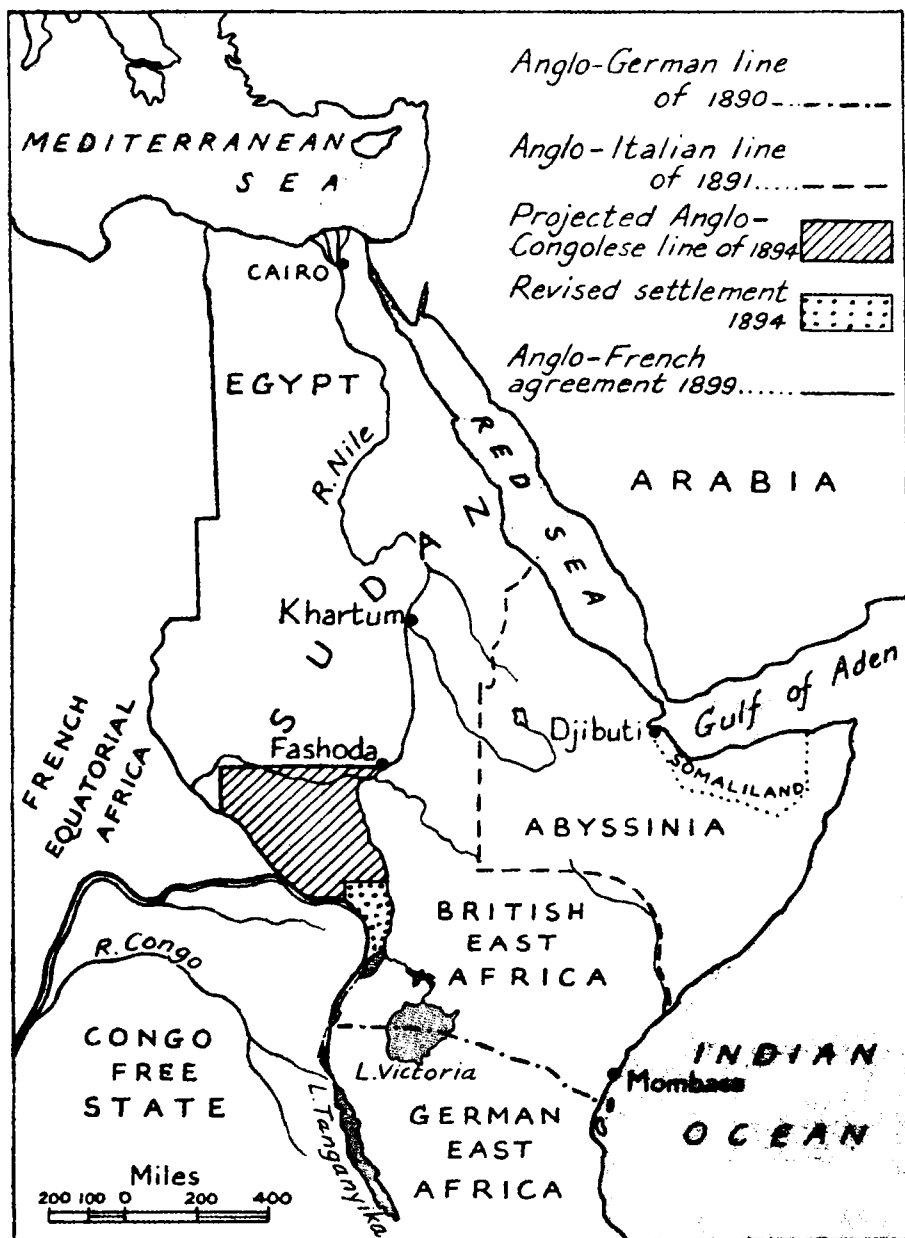 Anglo-German line
of 1890
Anglo-Italian line
of 1891
Projected Anglo-
Congolese line of 1894
Revised settlement
1894
Anglo-French
agreement 1899
MEDITERRANEAN
SEA
CAIRO
EGYPT
R. Nile
RED SEA
ARABIA
SUDAN
Khartum
Fashoda
Djibuti
Gulf of Aden
SOMALILAND
FRENCH
EQUATORIAL
AFRICA
ABYSSINIA
BRITISH
EAST
AFRICA
R. Congo
CONGO
FREE
STATE
L. Victoria
L. Tanganyika
GERMAN
EAST
AFRICA
Mombasa
INDIAN
OCEAN
Miles
200 100 0 200 400